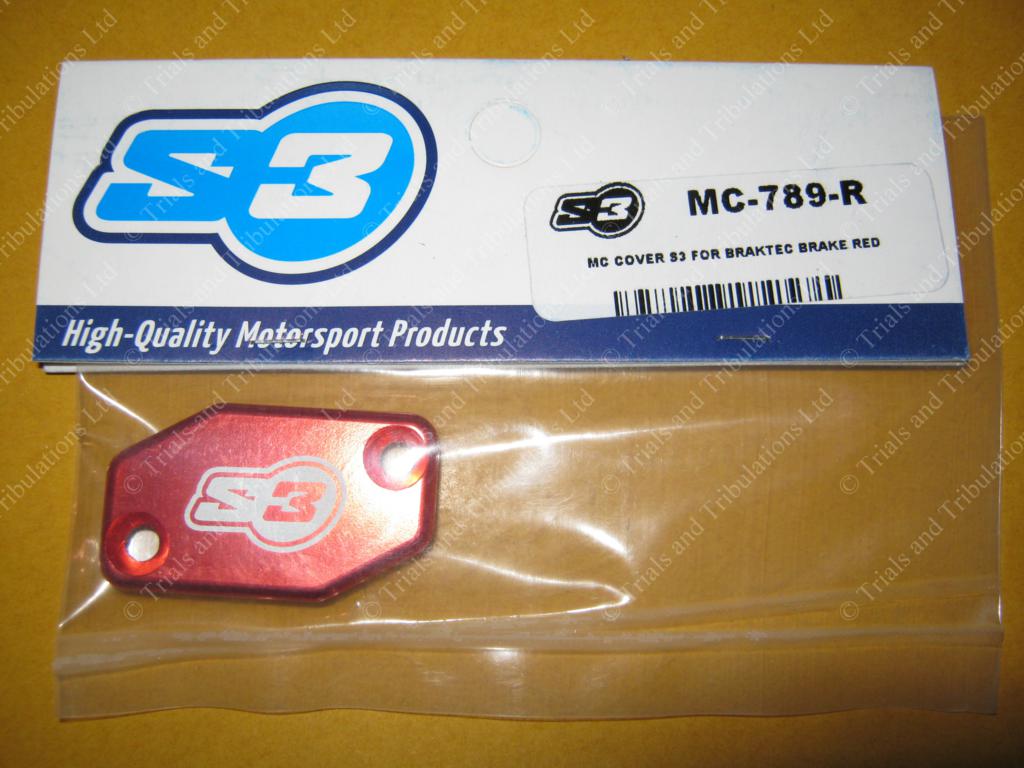 S3
S3 MC-789-R
MC COVER S3 FOR BRAKTEC BRAKE RED
High-Quality Motorsport Products
S3
© Trials and Tribulations Ltd